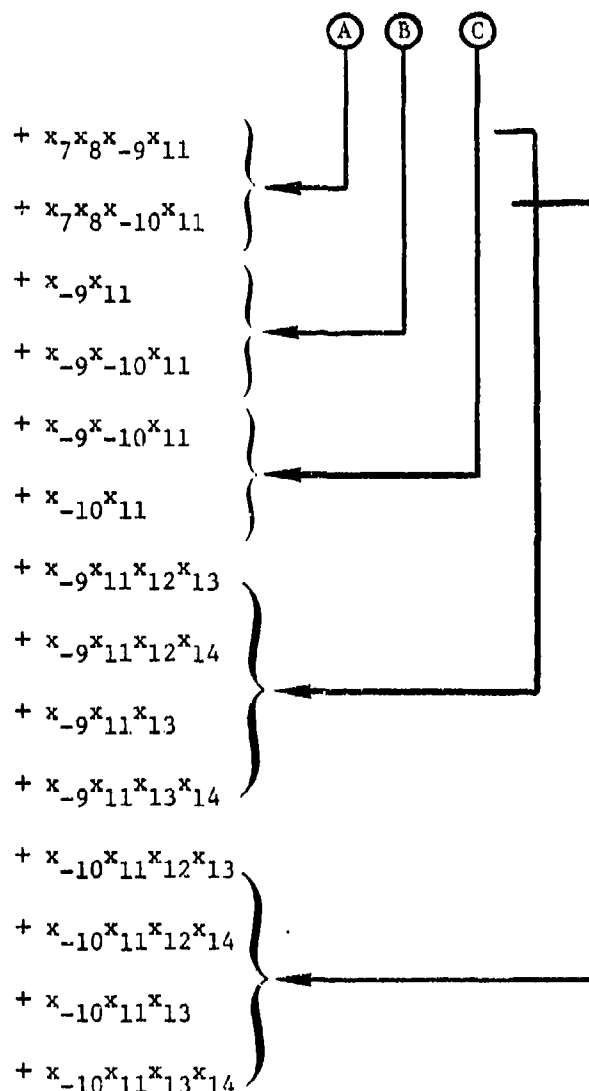 A B C
+ x₇x₈x₋₉x₁₁
+ x₇x₈x₋₁₀x₁₁
+ x₋₉x₁₁
+ x₋₉x₋₁₀x₁₁
+ x₋₉x₋₁₀x₁₁
+ x₋₁₀x₁₁
+ x₋₉x₁₁x₁₂x₁₃
+ x₋₉x₁₁x₁₂x₁₄
+ x₋₉x₁₁x₁₃
+ x₋₉x₁₁x₁₃x₁₄
+ x₋₁₀x₁₁x₁₂x₁₃
+ x₋₁₀x₁₁x₁₂x₁₄
+ x₋₁₀x₁₁x₁₃
+ x₋₁₀x₁₁x₁₃x₁₄